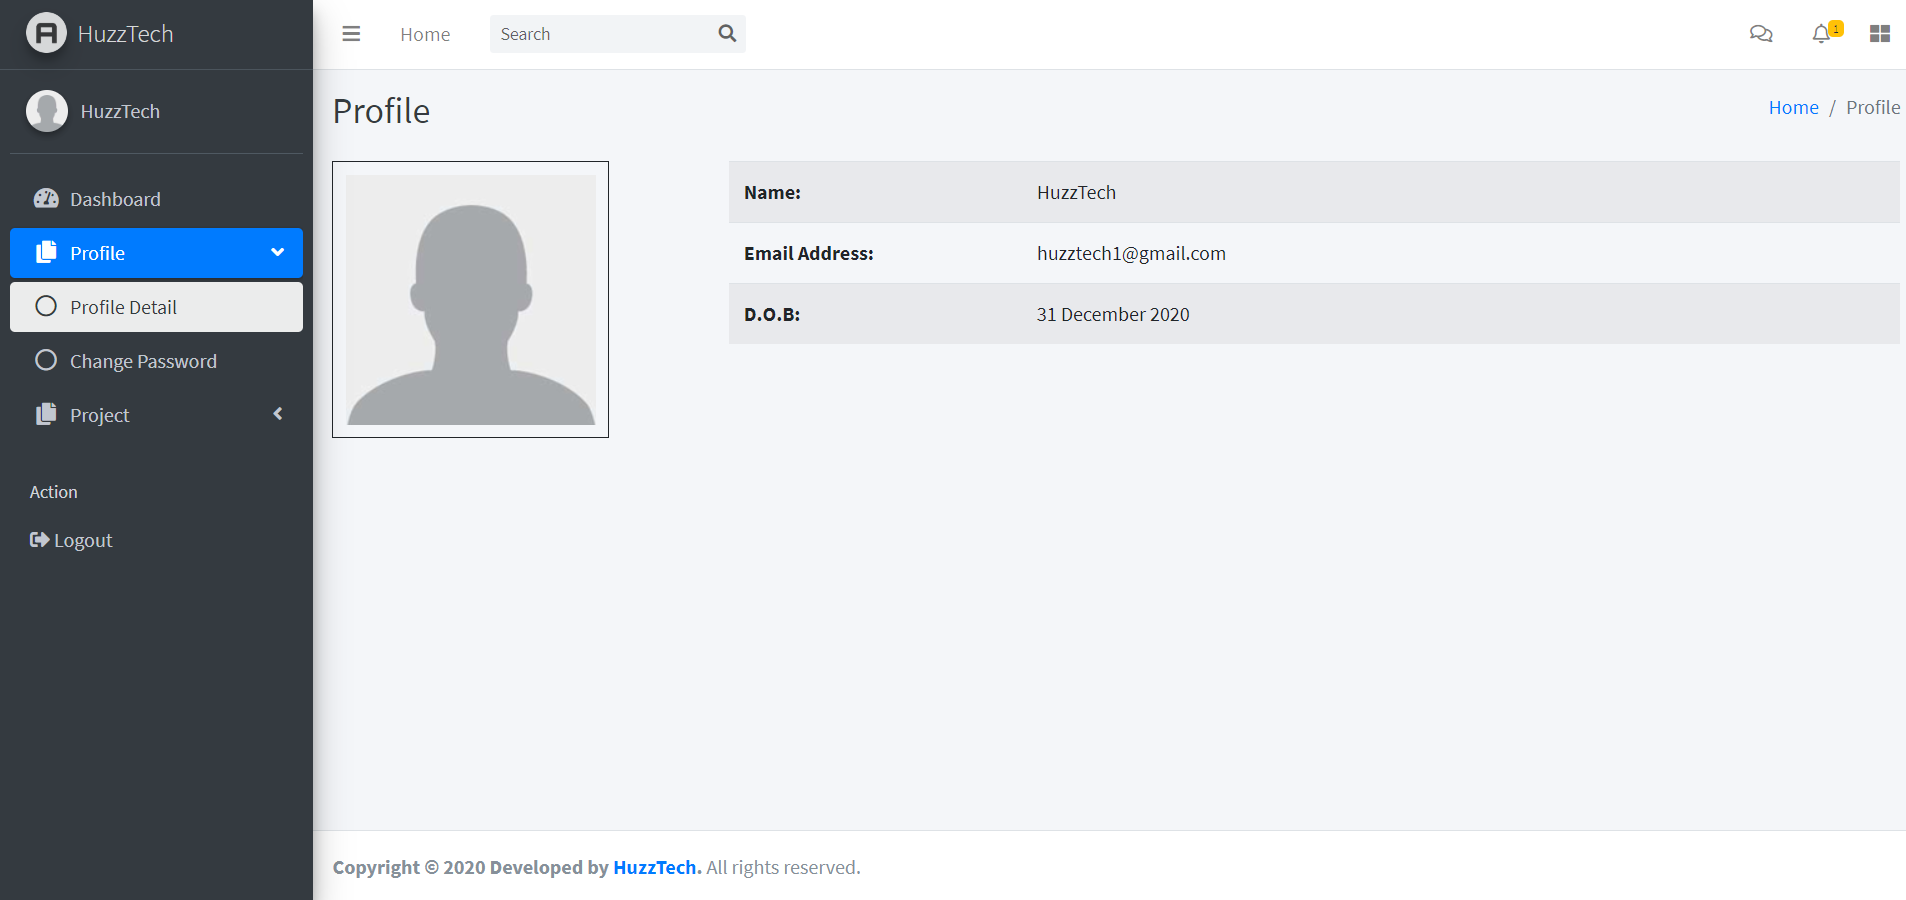 HuzzTech
HuzzTech
Dashboard
Profile
Profile Detail
Change Password
Project
Action
Logout
Home
Search
1
Profile
Home / Profile
Name: HuzzTech
Email Address: huzztech1@gmail.com
D.O.B: 31 December 2020
Copyright © 2020 Developed by HuzzTech. All rights reserved.